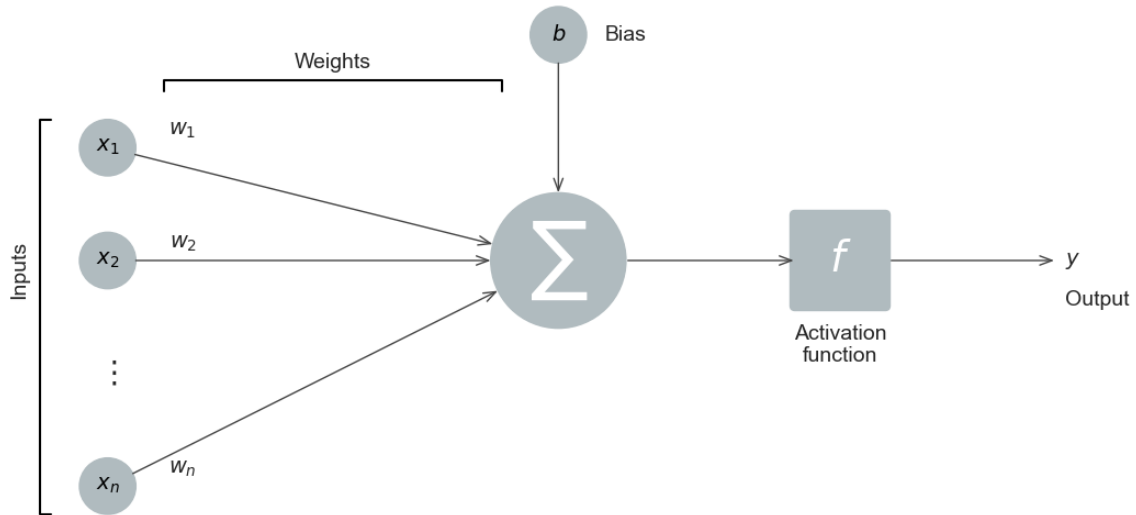 b Bias
Weights
x₁ w₁
x₂ w₂
Inputs
⋮
xₙ wₙ
∑
f
Activation
function
y
Output